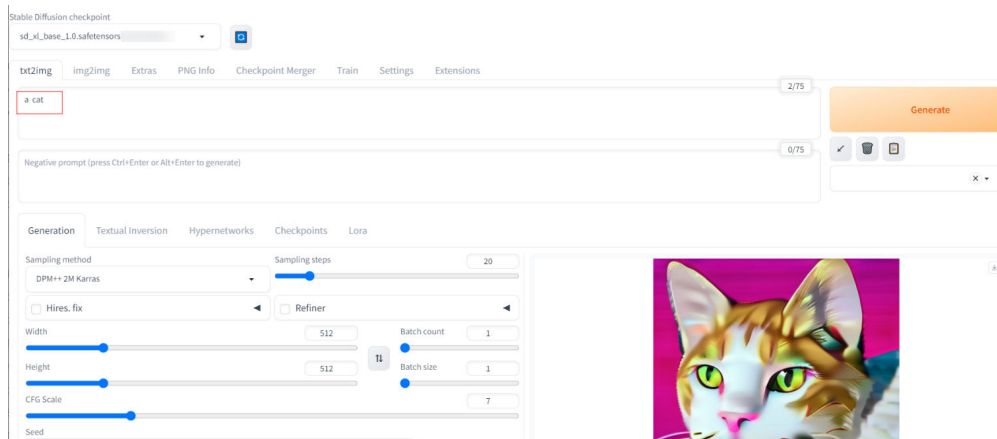 Stable Diffusion checkpoint
sd_xl_base_1.0.safetensors
txt2img img2img Extras PNG Info Checkpoint Merger Train Settings Extensions
2/75
a cat
Generate
0/75
Negative prompt (press Ctrl+Enter or Alt+Enter to generate)
Generation Textual Inversion Hypernetworks Checkpoints Lora
Sampling method Sampling steps 20
DPM++ 2M Karras
Hires. fix Refiner
Width 512 Batch count 1
Height 512 Batch size 1
CFG Scale 7
Seed